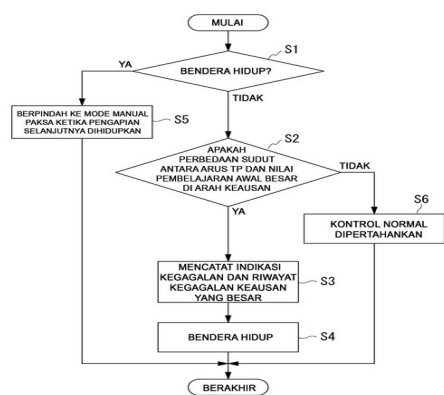 MULAI
S1
YA
BENDERA HIDUP?
TIDAK
BERPINDAH KE MODE MANUAL
PAKSA KETIKA PENGAPIAN
SELANJUTNYA DIHIDUPKAN
S5
S2
APAKAH
PERBEDAAN SUDUT
ANTARA ARUS TP DAN NILAI
PEMBELAJARAN AWAL BESAR
DI ARAH KEAUSAN
TIDAK
YA
S6
KONTROL NORMAL
DIPERTAHANKAN
MENCATAT INDIKASI
KEGAGALAN DAN RIWAYAT
KEGAGALAN KEAUSAN
YANG BESAR
S3
BENDERA HIDUP
S4
BERAKHIR